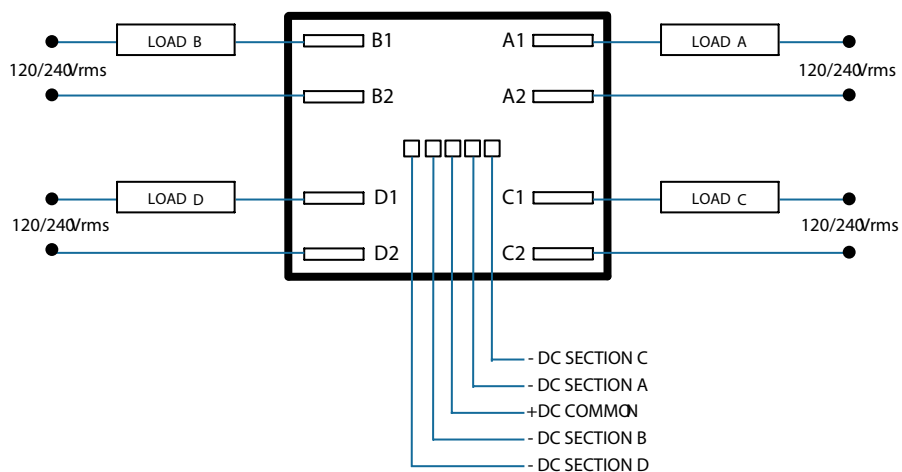 LOAD B
B1
A1
LOAD A
120/240Vrms
120/240Vrms
B2
A2
LOAD D
D1
C1
LOAD C
120/240Vrms
120/240Vrms
D2
C2
- DC SECTION C
- DC SECTION A
+DC COMMON
- DC SECTION B
- DC SECTION D